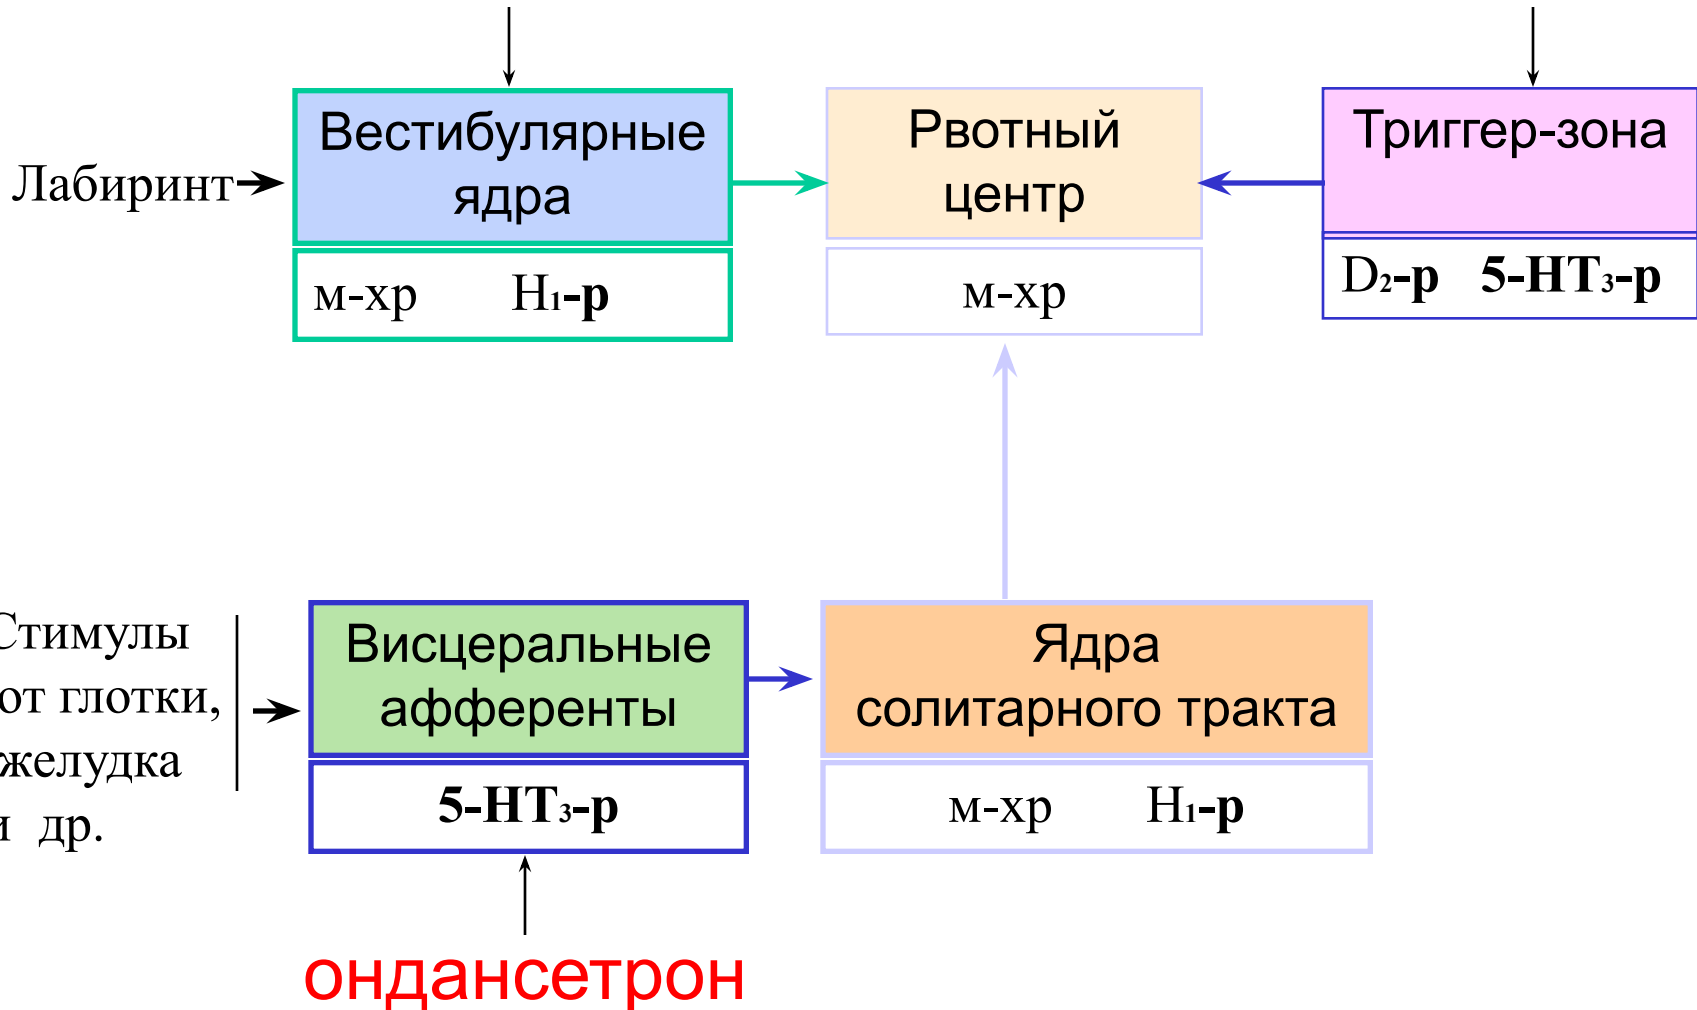 Вестибулярные
ядра
Рвотный
центр
Триггер-зона
Лабиринт
м-хр H₁-р
м-хр
D₂-р 5-HT₃-р
Стимулы
от глотки,
желудка
и др.
Висцеральные
афференты
Ядра
солитарного тракта
5-HT₃-р
м-хр H₁-р
ондансетрон